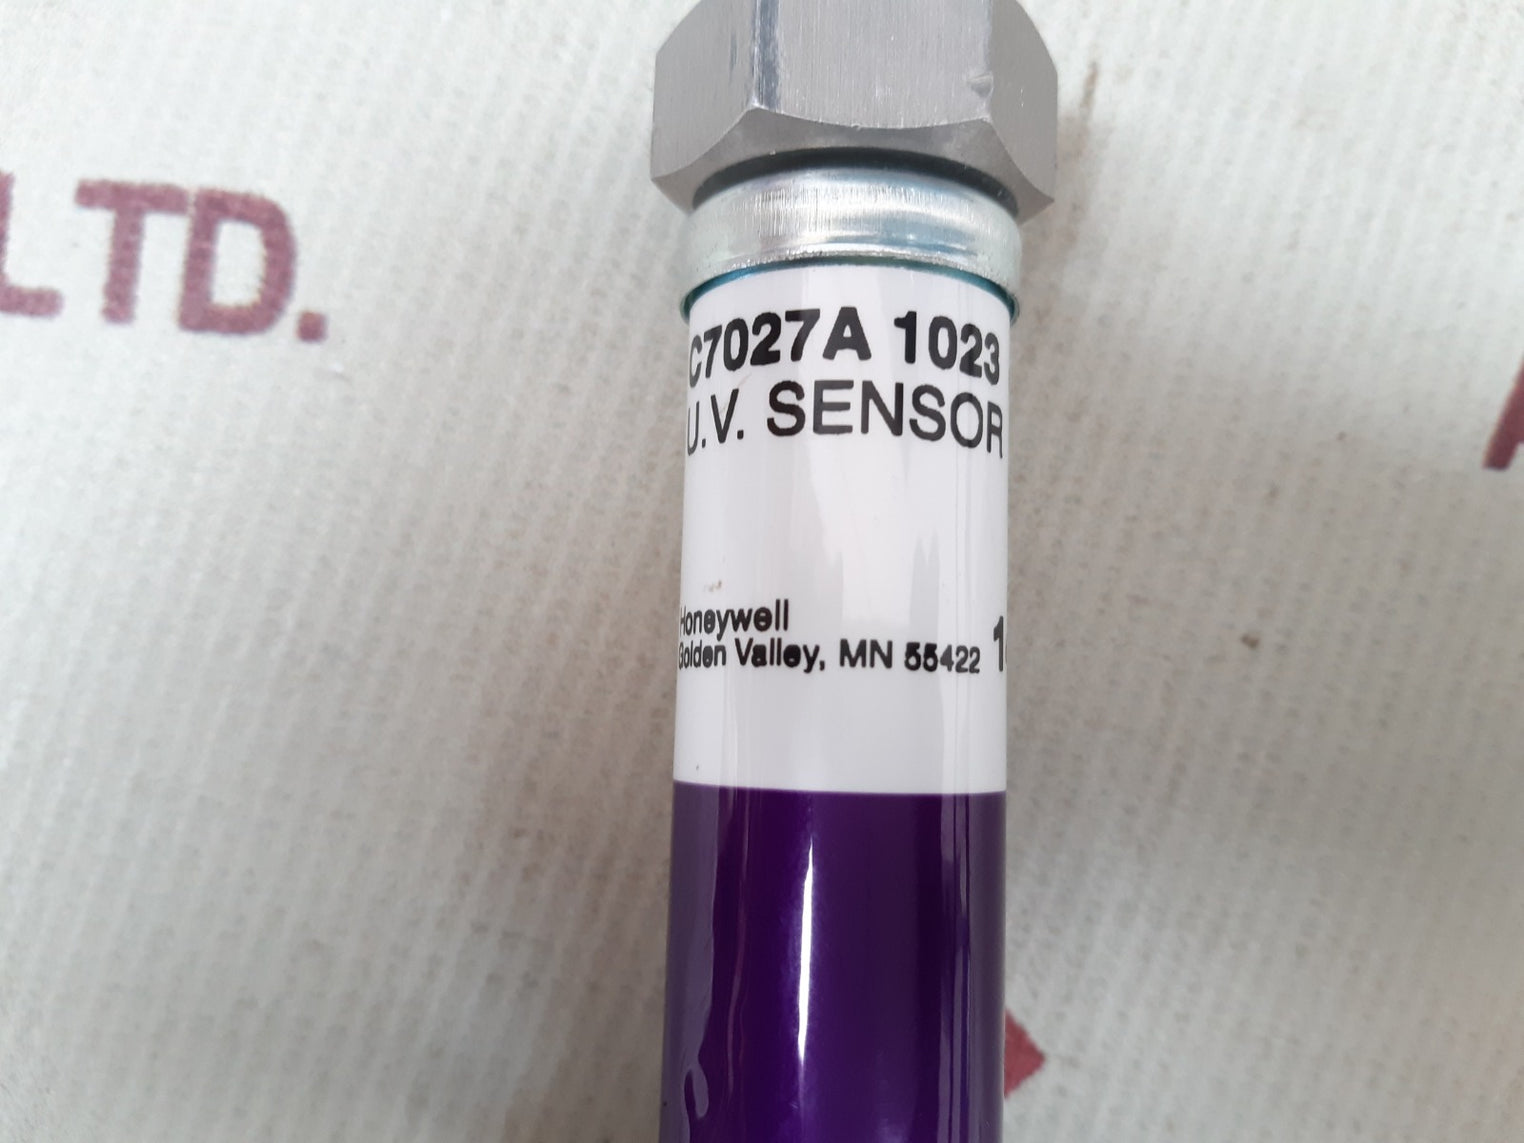 LTD.
C7027A 1023
U.V. SENSOR
Honeywell
Golden Valley, MN 55422